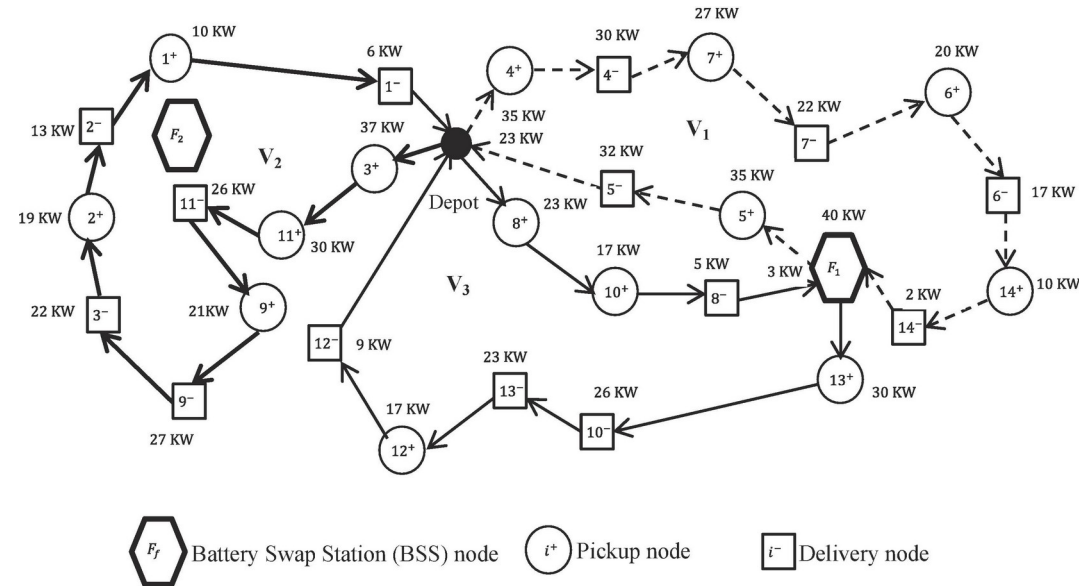 10 KW
1⁺
6 KW
1⁻
4⁺
35 KW
30 KW
4⁻
27 KW
7⁺
20 KW
6⁺
22 KW
7⁻
V₁
2⁻
13 KW
F₂
V₂
37 KW
3⁺
23 KW
32 KW
5⁻
35 KW
5⁺
6⁻
17 KW
26 KW
11⁻
11⁺
30 KW
Depot
23 KW
8⁺
19 KW
2⁺
40 KW
F₁
3 KW
17 KW
10⁺
5 KW
8⁻
V₃
14⁺
10 KW
2 KW
14⁻
22 KW
3⁻
21KW
9⁺
12⁻
9 KW
23 KW
13⁻
26 KW
10⁻
13⁺
30 KW
9⁻
27 KW
17 KW
12⁺
F_f Battery Swap Station (BSS) node
i⁺ Pickup node
i⁻ Delivery node